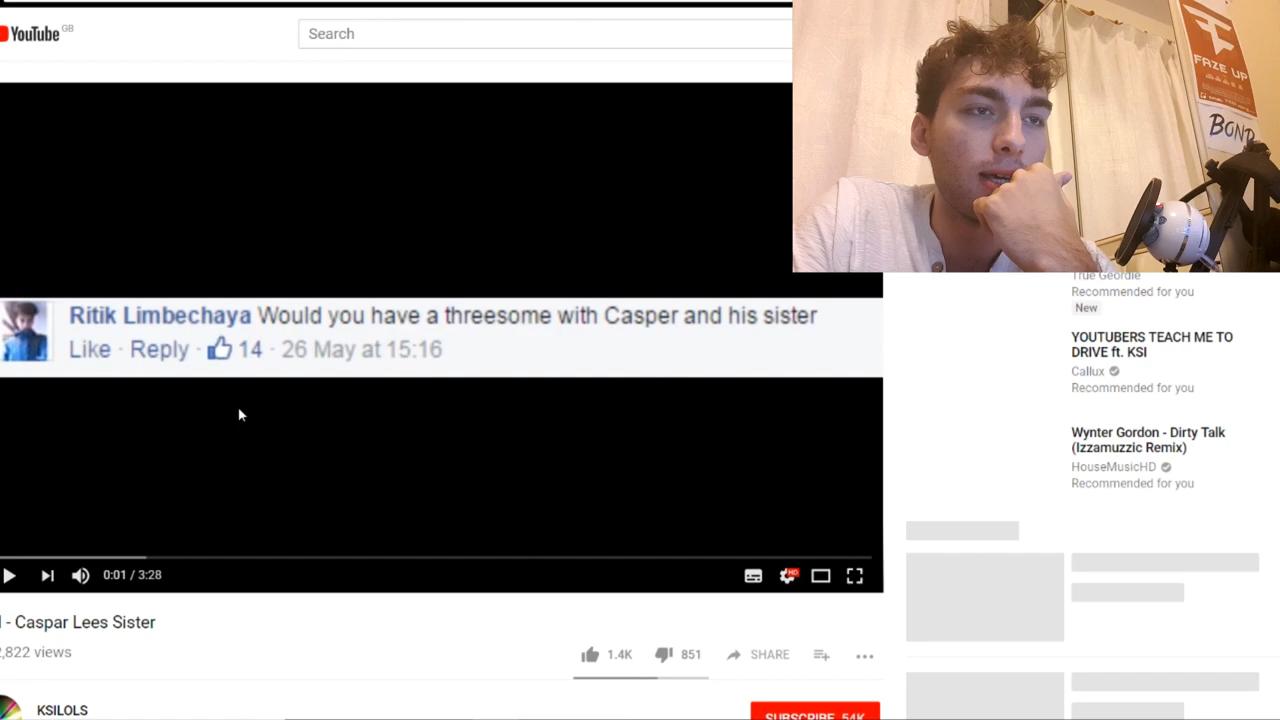 YouTube GB
Search
FAZE UP
BOND
True Geordie
Recommended for you
New
Ritik Limbechaya Would you have a threesome with Casper and his sister
Like · Reply · 14 · 26 May at 15:16
YOUTUBERS TEACH ME TO
DRIVE ft. KSI
Callux
Recommended for you
Wynter Gordon - Dirty Talk
(Izzamuzzic Remix)
HouseMusicHD
Recommended for you
0:01 / 3:28
HD
- Caspar Lees Sister
,822 views
1.4K
851
SHARE
KSILOLS
SUBSCRIBE 54K